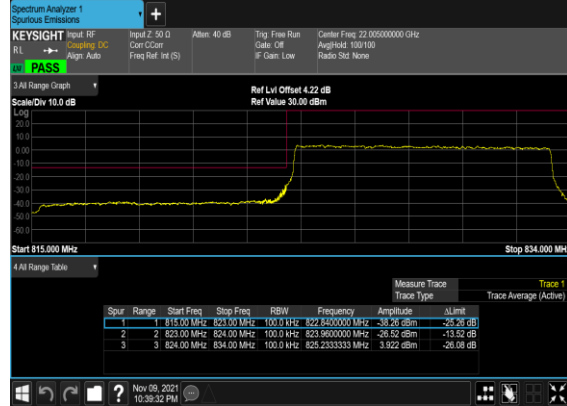 Spectrum Analyzer 1
Spurious Emissions
+
KEYSIGHT Input: RF Input Z: 50 Ω Atten: 40 dB Trig: Free Run Center Freq: 22.005000000 GHz
RL Coupling: DC Corr CCorr Gate: Off Avg|Hold: 100/100
Align: Auto Freq Ref: Int (S) IF Gain: Low Radio Std: None
LW PASS
3 All Range Graph Ref Lvl Offset 4.22 dB
Scale/Div 10.0 dB Ref Value 30.00 dBm
Log
20.0
10.0
0.00
-10.0
-20.0
-30.0
-40.0
-50.0
-60.0
Start 815.000 MHz Stop 834.000 MH
4 All Range Table
Measure Trace Trace 1
Trace Type Trace Average (Active)
Spur Range Start Freq Stop Freq RBW Frequency Amplitude ΔLimit
1 1 815.00 MHz 823.00 MHz 100.0 kHz 822.8400000 MHz -38.26 dBm -25.26 dB
2 2 823.00 MHz 824.00 MHz 100.0 kHz 823.9600000 MHz -26.52 dBm -13.52 dB
3 3 824.00 MHz 834.00 MHz 100.0 kHz 825.2333333 MHz 3.922 dBm -26.08 dB
? Nov 09, 2021
10:39:32 PM